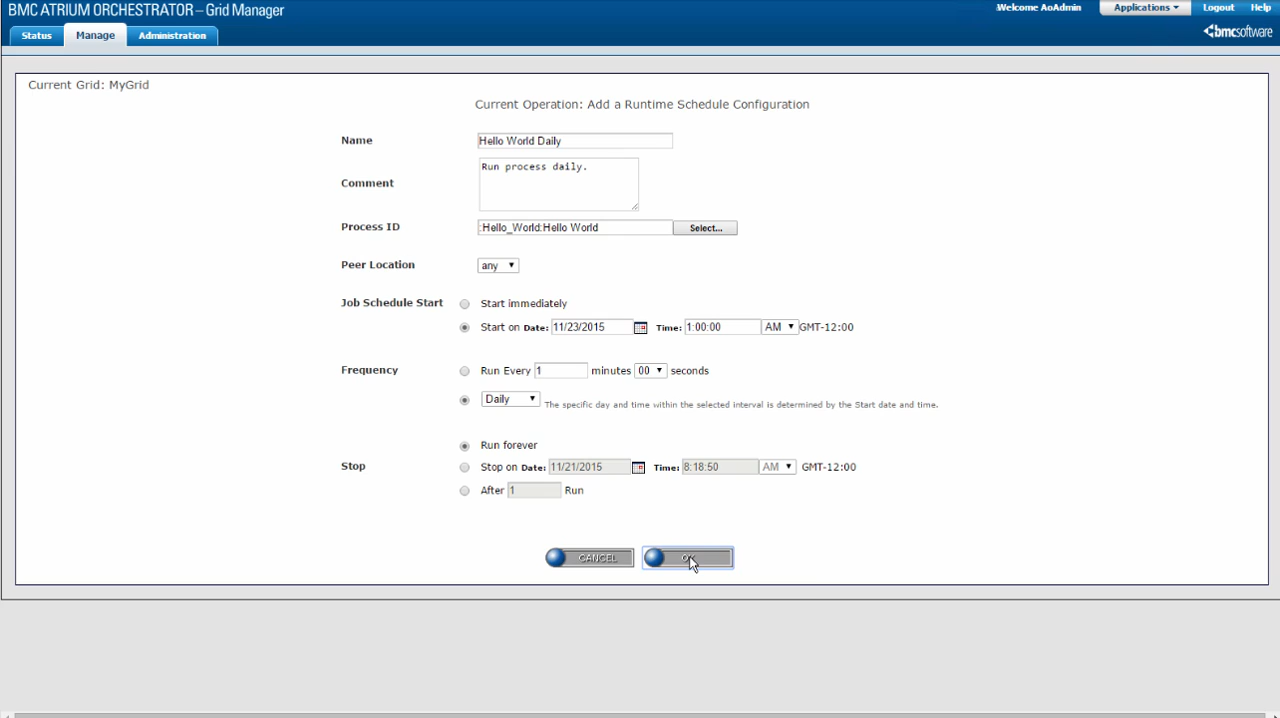 BMC ATRIUM ORCHESTRATOR – Grid Manager
Welcome AoAdmin
Applications
Logout
Help
Status
Manage
Administration
bmcsoftware
Current Grid: MyGrid
Current Operation: Add a Runtime Schedule Configuration
Name
Hello World Daily
Comment
Run process daily.
Process ID
:Hello_World:Hello World
Select...
Peer Location
any
Job Schedule Start
Start immediately
Start on Date: 11/23/2015 Time: 1:00:00 AM GMT-12:00
Frequency
Run Every 1 minutes 00 seconds
Daily The specific day and time within the selected interval is determined by the Start date and time.
Run forever
Stop
Stop on Date: 11/21/2015 Time: 8:18:50 AM GMT-12:00
After 1 Run
CANCEL
OK